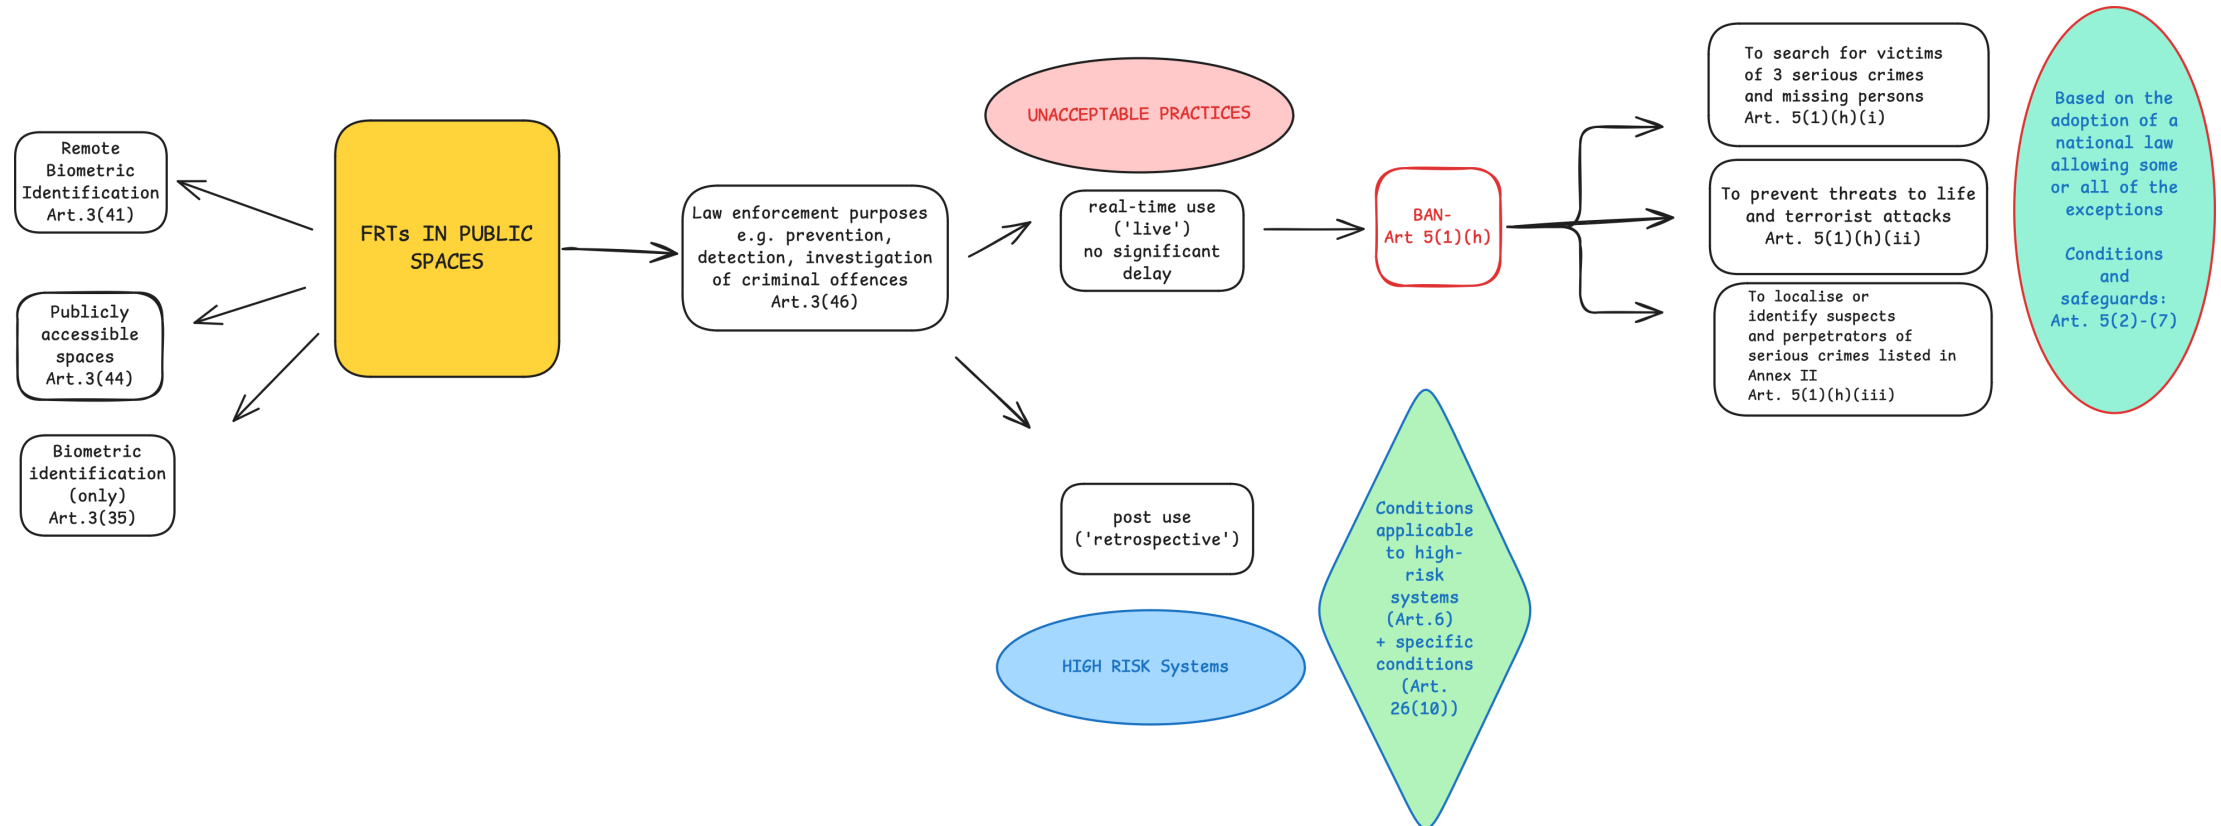 Remote
Biometric
Identification
Art.3(41)
Publicly
accessible
spaces
Art.3(44)
Biometric
identification
(only)
Art.3(35)
FRTs IN PUBLIC
SPACES
Law enforcement purposes
e.g. prevention,
detection, investigation
of criminal offences
Art.3(46)
UNACCEPTABLE PRACTICES
real-time use
('live')
no significant
delay
BAN-
Art 5(1)(h)
To search for victims
of 3 serious crimes
and missing persons
Art. 5(1)(h)(i)
To prevent threats to life
and terrorist attacks
Art. 5(1)(h)(ii)
To localise or
identify suspects
and perpetrators of
serious crimes listed in
Annex II
Art. 5(1)(h)(iii)
Based on the
adoption of a
national law
allowing some
or all of the
exceptions
Conditions
and
safeguards:
Art. 5(2)-(7)
post use
('retrospective')
HIGH RISK Systems
Conditions
applicable
to high-
risk
systems
(Art.6)
+ specific
conditions
(Art.
26(10))